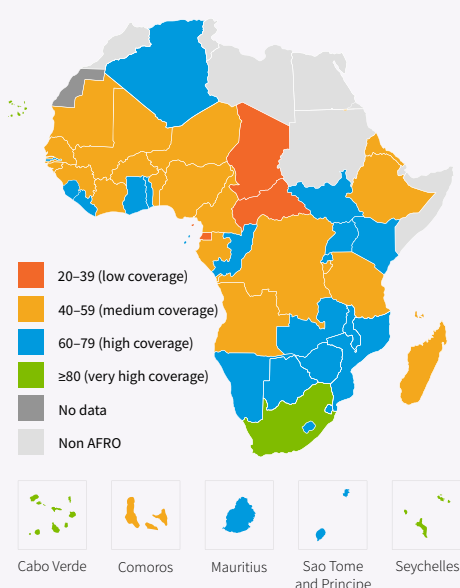 20–39 (low coverage)
40–59 (medium coverage)
60–79 (high coverage)
≥80 (very high coverage)
No data
Non AFRO
Cabo Verde
Comoros
Mauritius
Sao Tome
and Principe
Seychelles